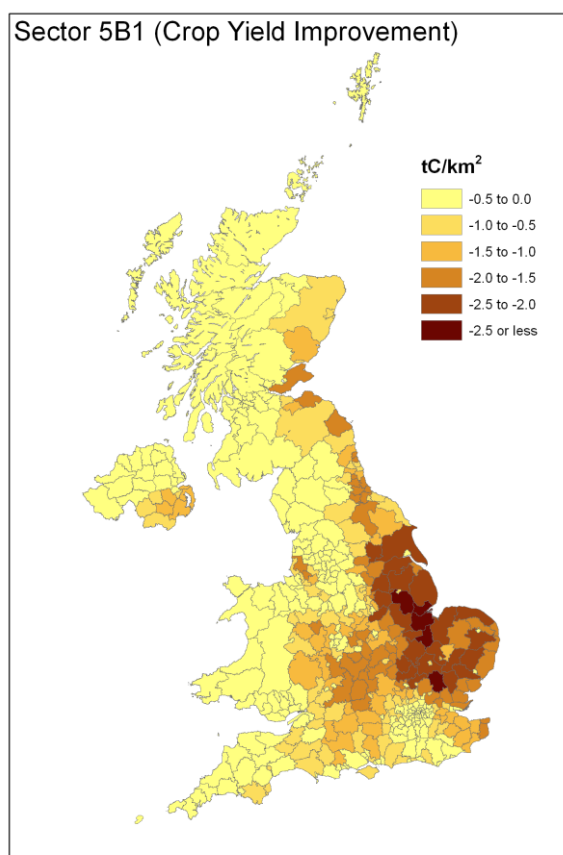 Sector 5B1 (Crop Yield Improvement)
tC/km²
-0.5 to 0.0
-1.0 to -0.5
-1.5 to -1.0
-2.0 to -1.5
-2.5 to -2.0
-2.5 or less